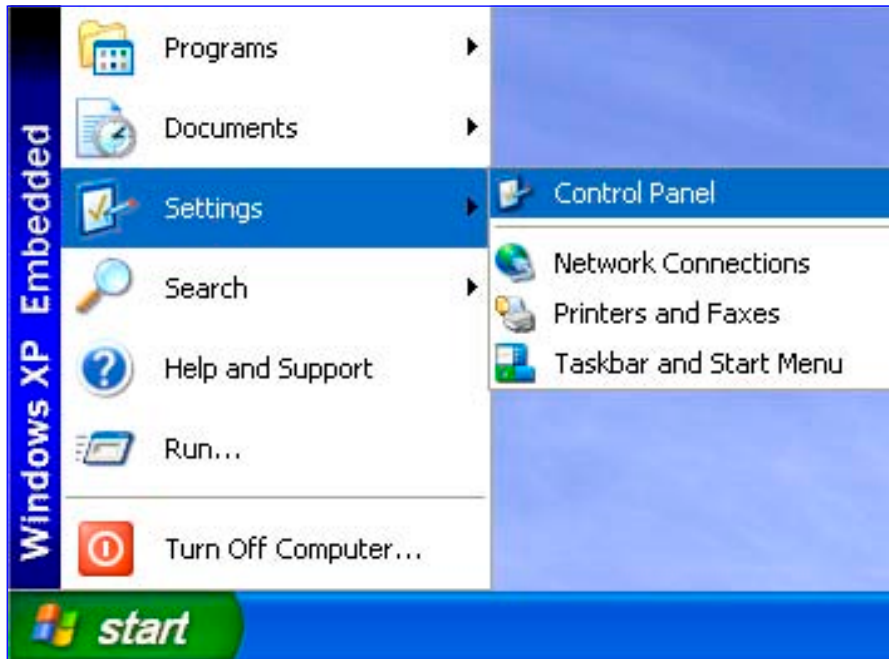 Windows XP Embedded
Programs
Documents
Settings
Search
Help and Support
Run...
Turn Off Computer...
Control Panel
Network Connections
Printers and Faxes
Taskbar and Start Menu
start